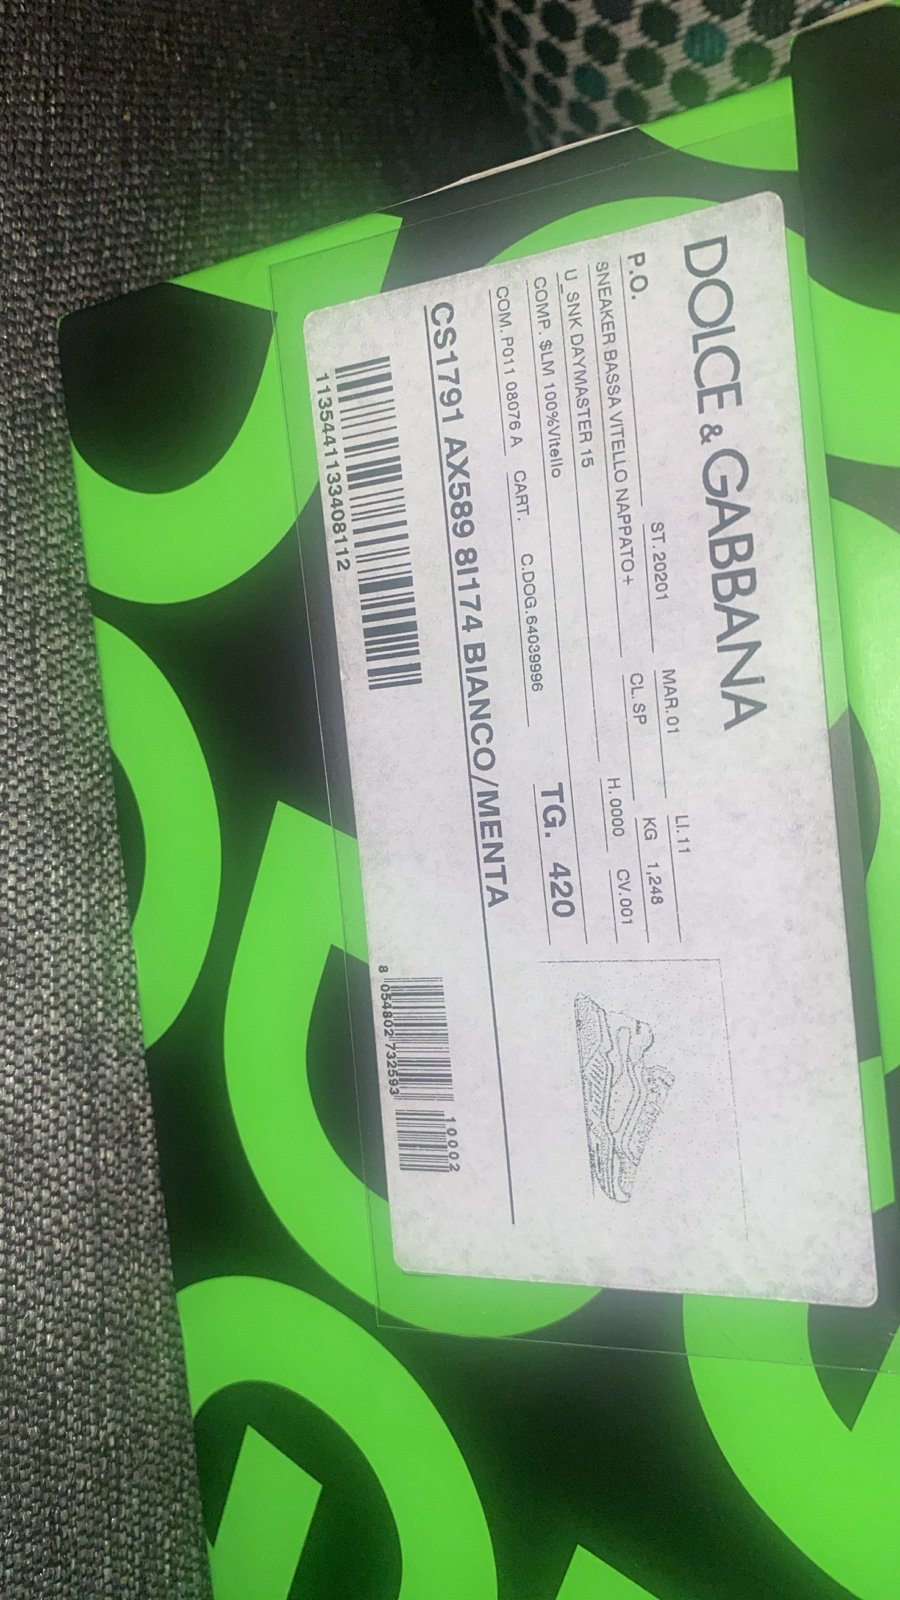 DOLCE & GABBANA
ST. 20201 MAR. 01 LI. 11
P.O. CL. SP KG 1,248
SNEAKER BASSA VITELLO NAPPATO+ H. 0000 CV. 001
U_SNK DAYMASTER 15
COMP. $LM 100%Vitello TG. 420
COM. P011 08076 A CART. C.DOG. 64039996
CS1791 AX589 8I174 BIANCO/MENTA
1135441133408112
10002
8 054802 732593